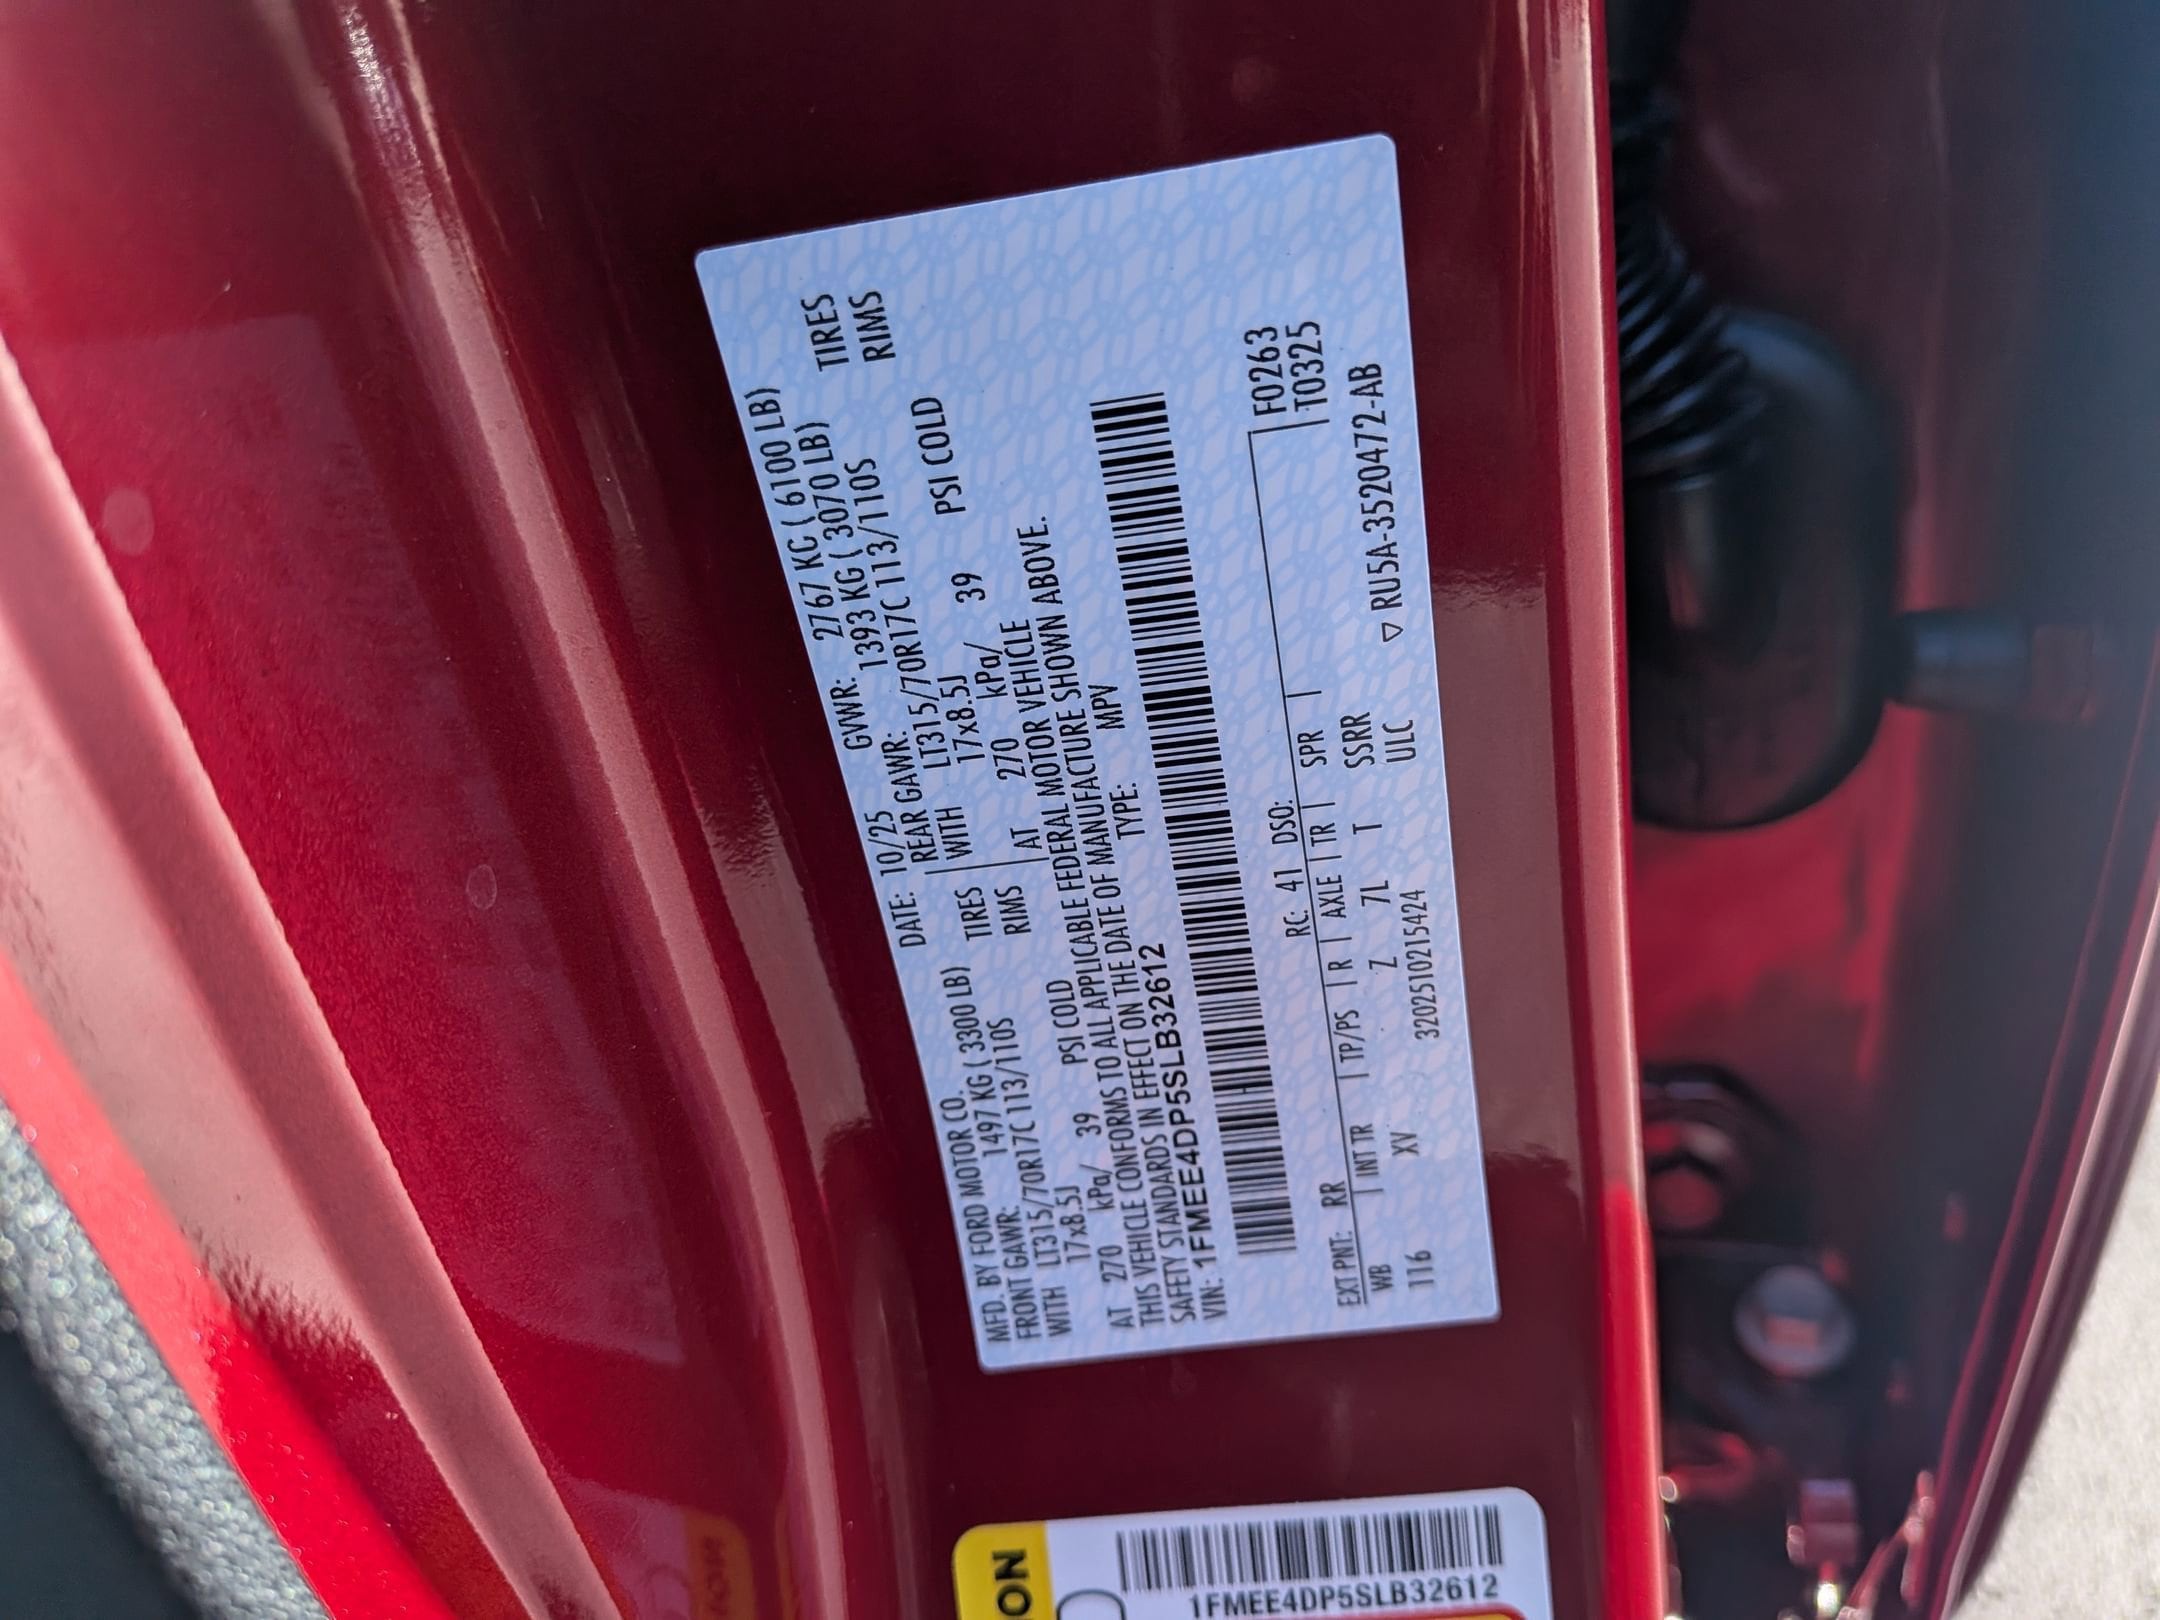 MFD. BY FORD MOTOR CO. DATE: 10/25 GVWR: 2767 KG ( 6100 LB)
FRONT GAWR: 1497 KG ( 3300 LB) REAR GAWR: 1393 KG ( 3070 LB)
WITH LT315/70R17C 113/110S TIRES WITH LT315/70R17C 113/110S TIRES
17x8.5J RIMS 17x8.5J RIMS
AT 270 kPa/ 39 PSI COLD AT 270 kPa/ 39 PSI COLD
THIS VEHICLE CONFORMS TO ALL APPLICABLE FEDERAL MOTOR VEHICLE
SAFETY STANDARDS IN EFFECT ON THE DATE OF MANUFACTURE SHOWN ABOVE.
VIN: 1FMEE4DP5SLB32612 TYPE: MPV
F0263
T0325
EXT PNT: RR RC: 41 DSO:
WB INT TR TP/PS R AXLE TR SPR
116 XV Z 7L T SSRR
ULC ▽ RU5A-3520472-AB
320251021542​4
ON
1FMEE4DP5SLB32612